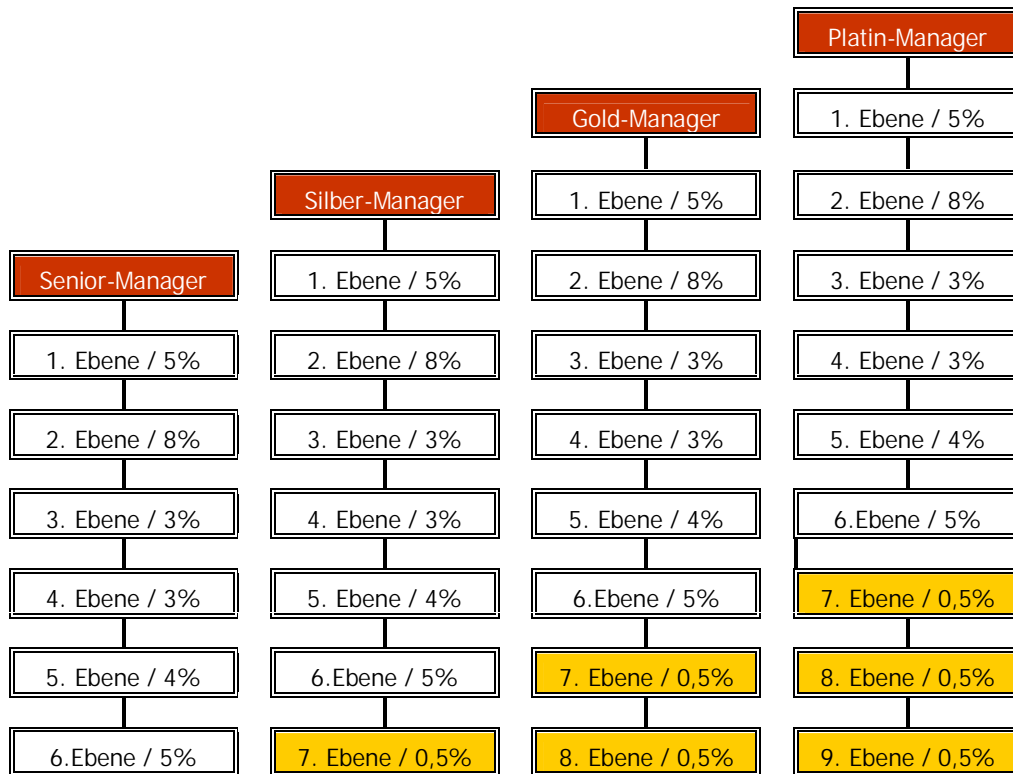 Senior-Manager
1. Ebene / 5%
2. Ebene / 8%
3. Ebene / 3%
4. Ebene / 3%
5. Ebene / 4%
6.Ebene / 5%
Silber-Manager
1. Ebene / 5%
2. Ebene / 8%
3. Ebene / 3%
4. Ebene / 3%
5. Ebene / 4%
6.Ebene / 5%
7. Ebene / 0,5%
Gold-Manager
1. Ebene / 5%
2. Ebene / 8%
3. Ebene / 3%
4. Ebene / 3%
5. Ebene / 4%
6.Ebene / 5%
7. Ebene / 0,5%
8. Ebene / 0,5%
Platin-Manager
1. Ebene / 5%
2. Ebene / 8%
3. Ebene / 3%
4. Ebene / 3%
5. Ebene / 4%
6.Ebene / 5%
7. Ebene / 0,5%
8. Ebene / 0,5%
9. Ebene / 0,5%